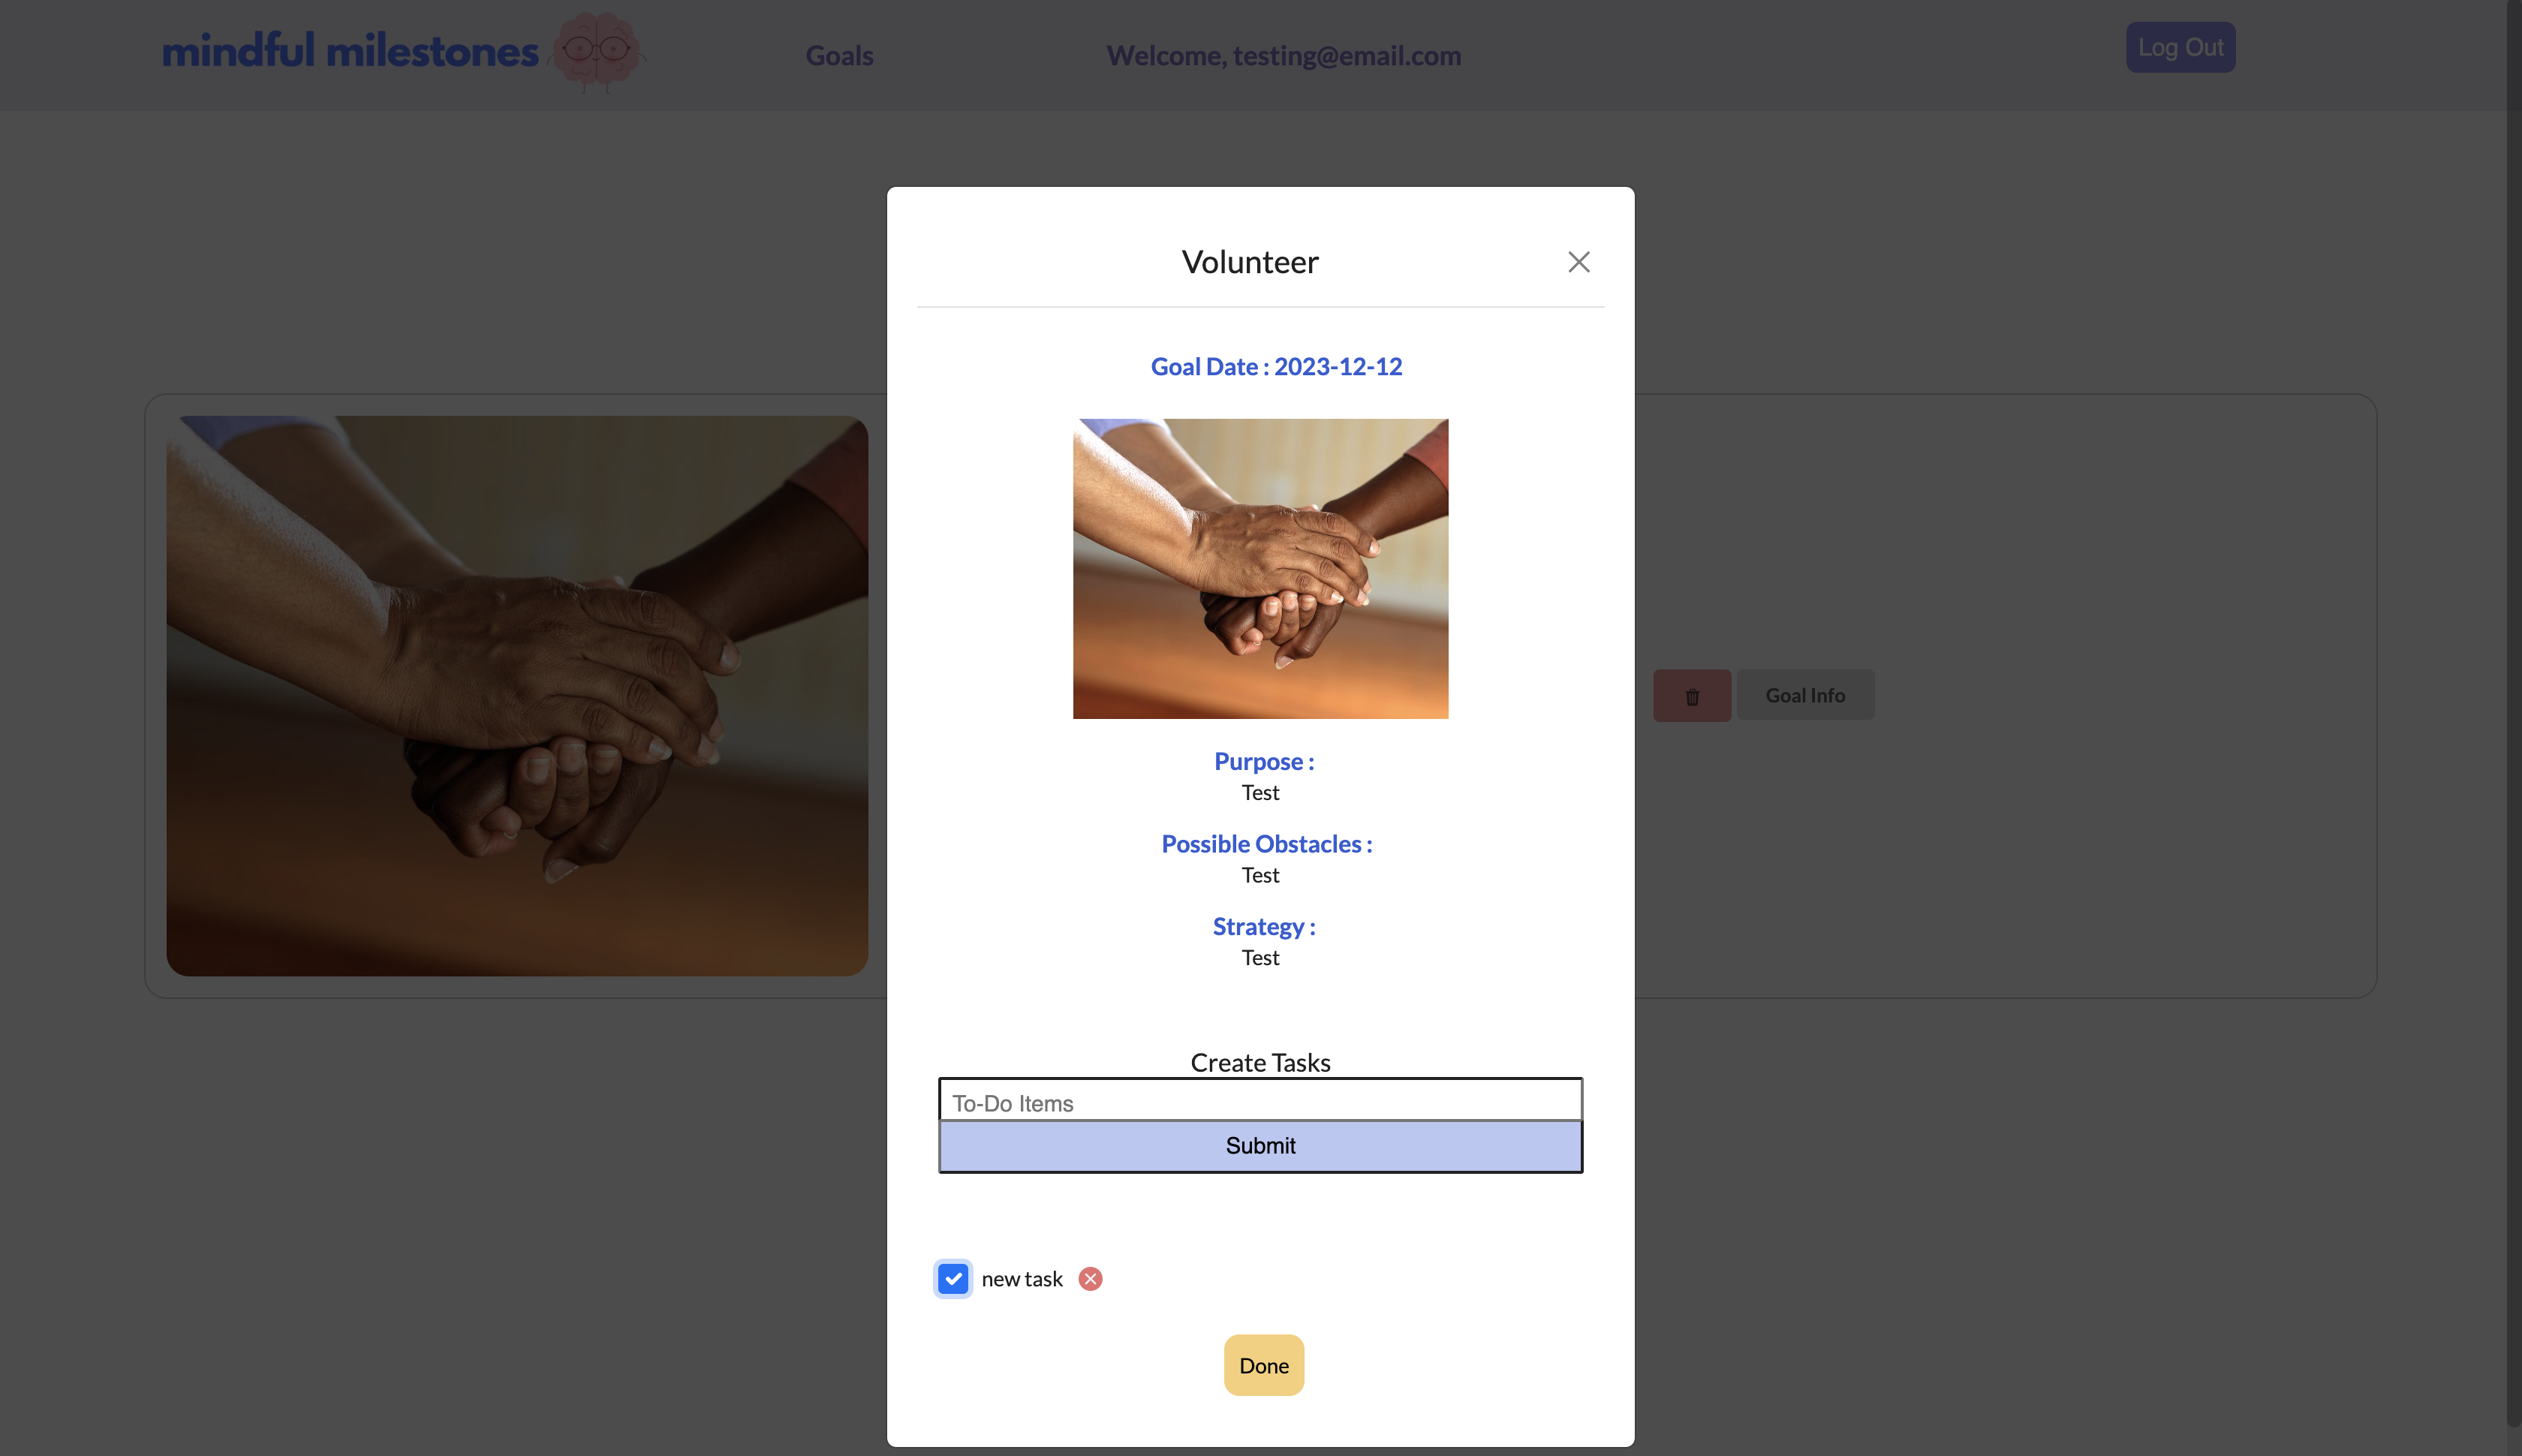 mindful milestones
Goals
Welcome, testing@email.com
Log Out
Volunteer
Goal Date : 2023-12-12
Goal Info
Purpose :
Test
Possible Obstacles :
Test
Strategy :
Test
Create Tasks
To-Do Items
Submit
new task
Done